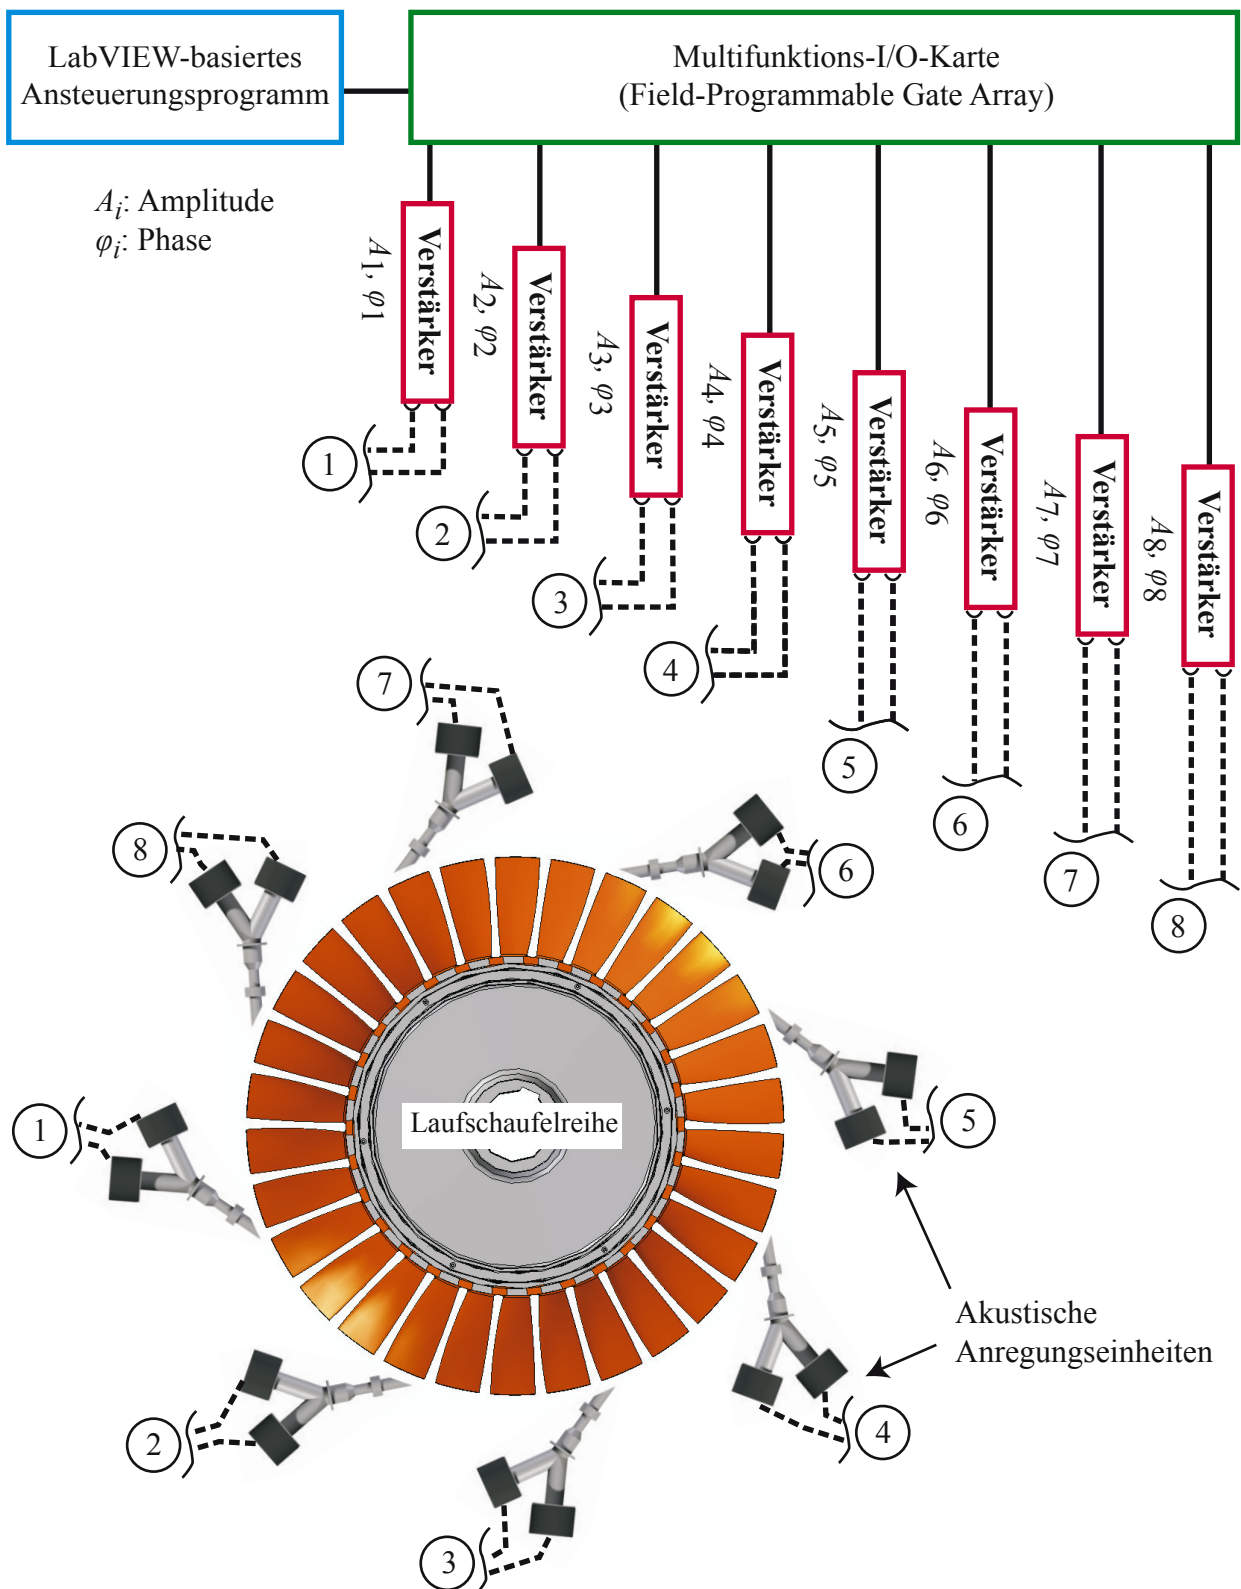 LabVIEW-basiertes
Ansteuerungsprogramm
Multifunktions-I/O-Karte
(Field-Programmable Gate Array)
A_i: Amplitude
φ_i: Phase
Verstärker
A1, φ1
Verstärker
A2, φ2
Verstärker
A3, φ3
Verstärker
A4, φ4
Verstärker
A5, φ5
Verstärker
A6, φ6
Verstärker
A7, φ7
Verstärker
A8, φ8
1
2
3
4
5
6
7
8
7
8
6
1
Laufschaufelreihe
5
Akustische
Anregungseinheiten
2
4
3